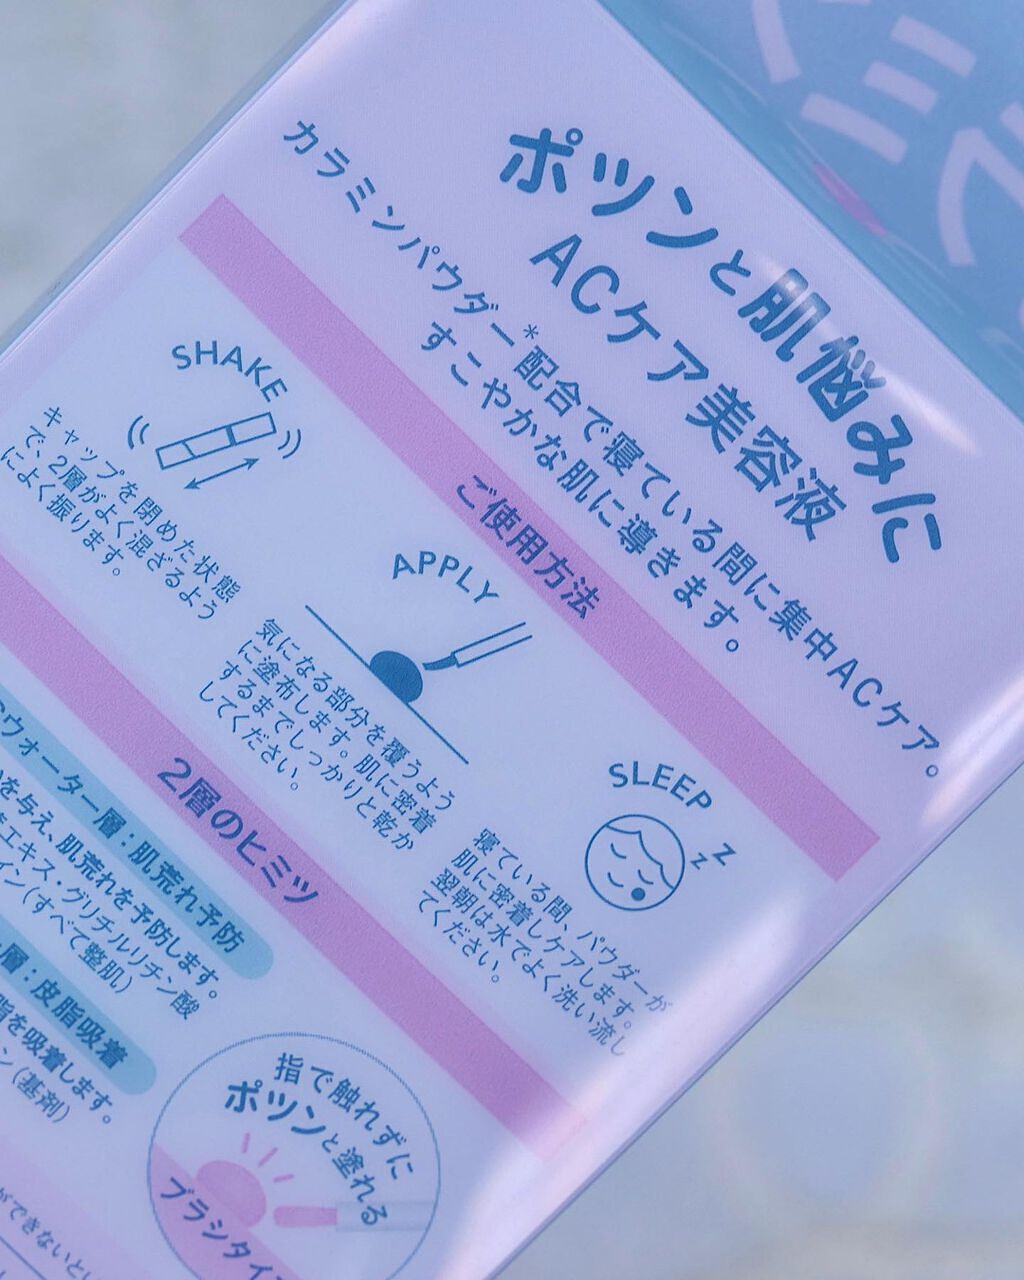 ポツンと肌悩みに
ACケア美容液
カラミンパウダー*配合で寝ている間に集中ACケア。
すこやかな肌に導きます。
ご使用方法
SHAKE
キャップを閉めた状態
で、2層がよく混ざるよう
によく振ります。
APPLY
気になる部分を覆うよう
に塗布します。肌に密着
するまでしっかりと乾か
してください。
SLEEP
z z
寝ている間、パウダーが
肌に密着しケアします。
翌朝は水でよく洗い流し
てください。
2層のヒミツ
ウォーター層:肌荒れ予防
を与え、肌荒れを予防します。
エキス・グリチルリチン酸
イン(すべて整肌)
層:皮脂吸着
脂を吸着します。
ン(基剤)
指で触れずに
ポツンと塗れる
ブラシタイプ
ができないとい